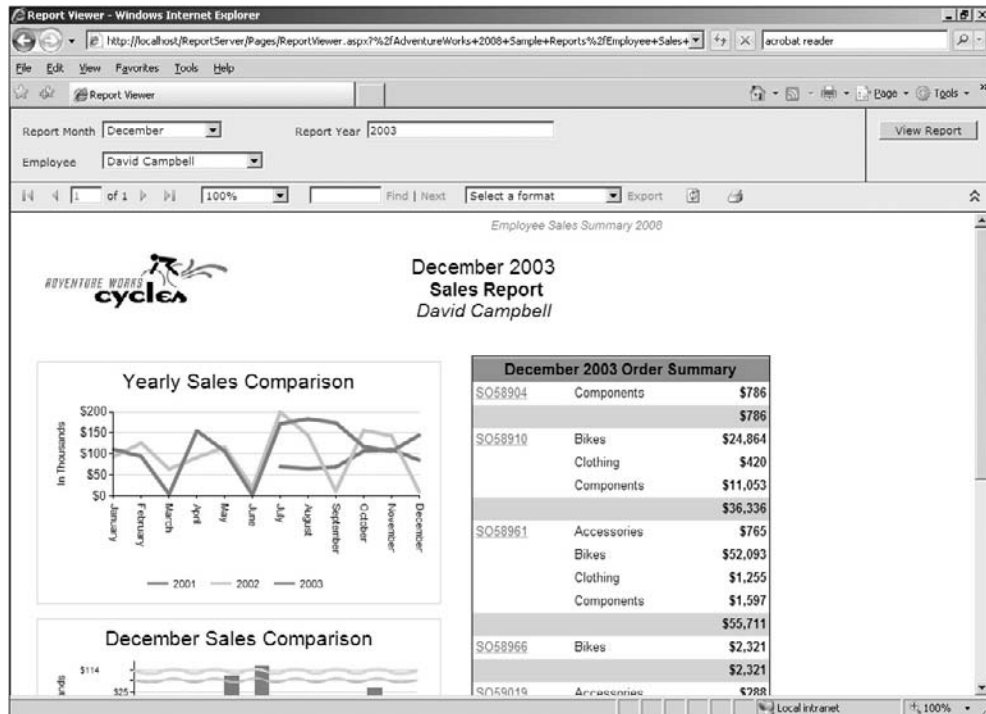 Report Viewer - Windows Internet Explorer
http://localhost/ReportServer/Pages/ReportViewer.aspx?%2fAdventureWorks+2008+Sample+Reports%2fEmployee+Sales+
acrobat reader
File Edit View Favorites Tools Help
Report Viewer
Page Tools
Report Month December
Report Year 2003
View Report
Employee David Campbell
1 of 1 100% Find | Next Select a format Export
Employee Sales Summary 2008
ADVENTURE WORKS
cycles
December 2003
Sales Report
David Campbell
Yearly Sales Comparison
In Thousands
$200
$150
$100
$50
$0
January
February
March
April
May
June
July
August
September
October
November
December
2001 2002 2003
December Sales Comparison
$114
$25
ands
December 2003 Order Summary
SO58904 Components $786
$786
SO58910 Bikes $24,864
Clothing $420
Components $11,053
$36,336
SO58961 Accessories $765
Bikes $52,093
Clothing $1,255
Components $1,597
$55,711
SO58966 Bikes $2,321
$2,321
SO59019 Accessories $288
Local intranet 100%